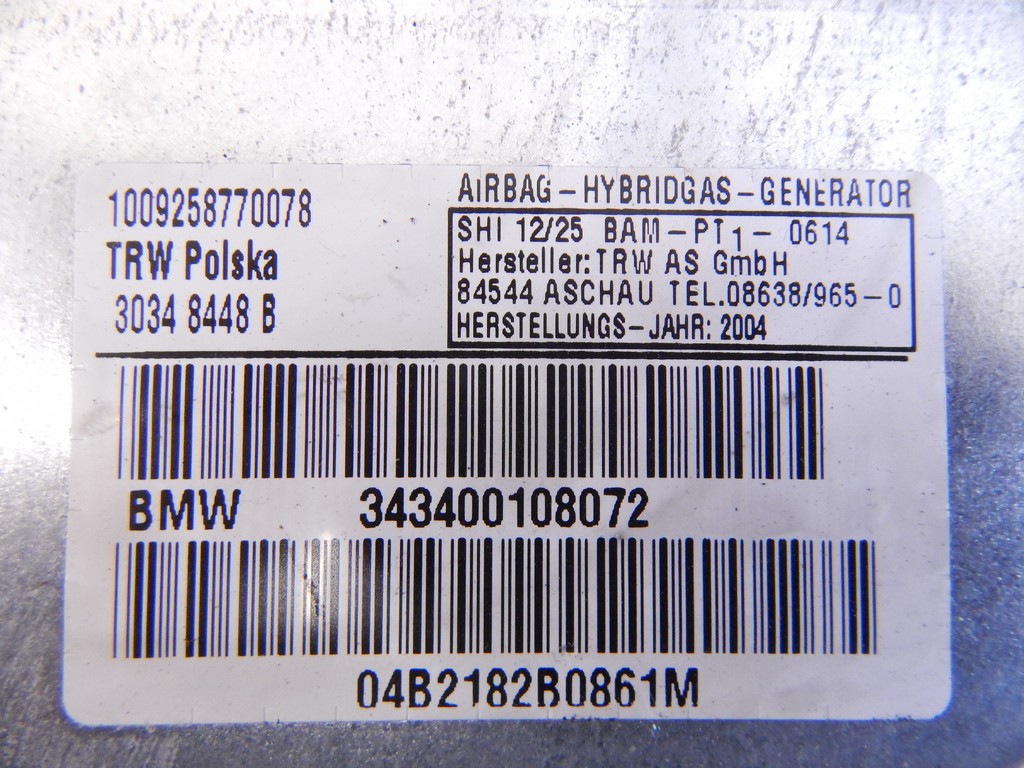 1009258770078
TRW Polska
3034 8448 B
AIRBAG-HYBRIDGAS-GENERATOR
SHI 12/25 BAM-PT1-0614
Hersteller:TRW AS GmbH
84544 ASCHAU TEL.08638/965-0
HERSTELLUNGS-JAHR: 2004
BMW 343400108072
04B2182B0861M